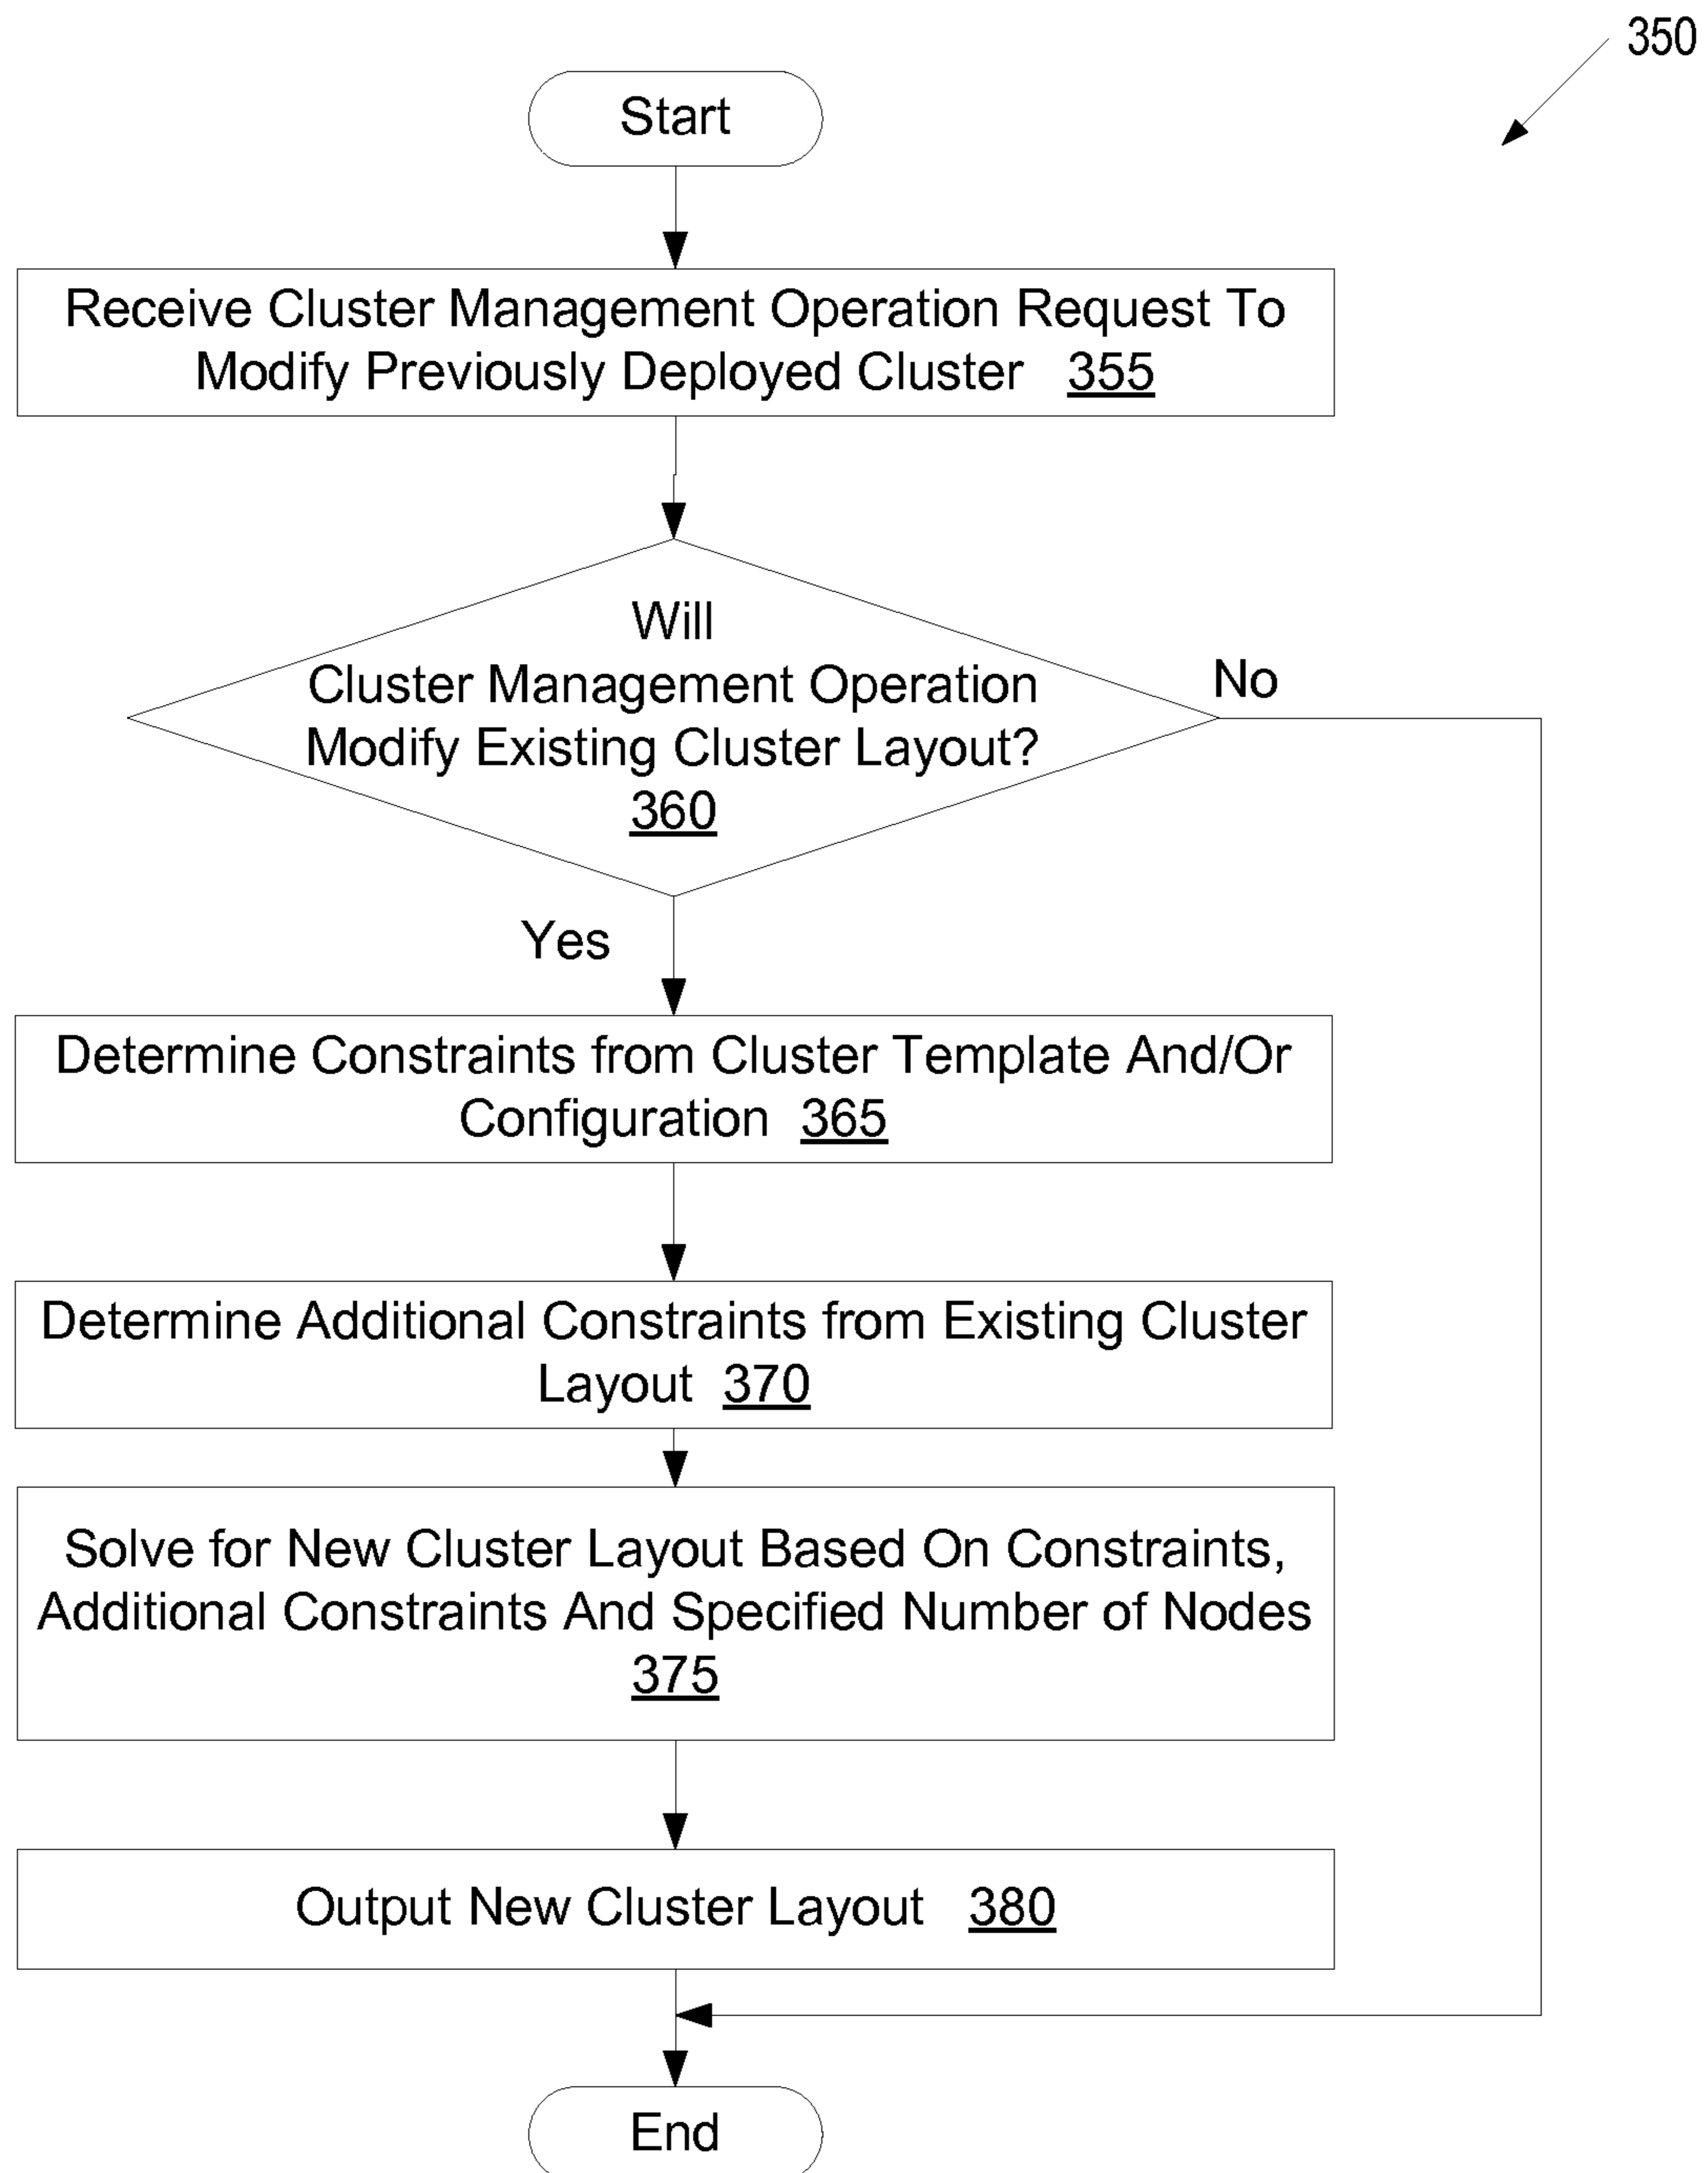 350
Start
Receive Cluster Management Operation Request To
Modify Previously Deployed Cluster 355
Will
Cluster Management Operation
Modify Existing Cluster Layout?
360
No
Yes
Determine Constraints from Cluster Template And/Or
Configuration 365
Determine Additional Constraints from Existing Cluster
Layout 370
Solve for New Cluster Layout Based On Constraints,
Additional Constraints And Specified Number of Nodes
375
Output New Cluster Layout 380
End